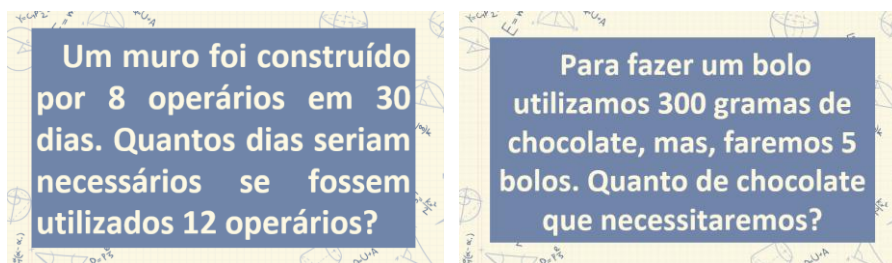 Um muro foi construído
por 8 operários em 30
dias. Quantos dias seriam
necessários se fossem
utilizados 12 operários?
Para fazer um bolo
utilizamos 300 gramas de
chocolate, mas, faremos 5
bolos. Quanto de chocolate
que necessitaremos?